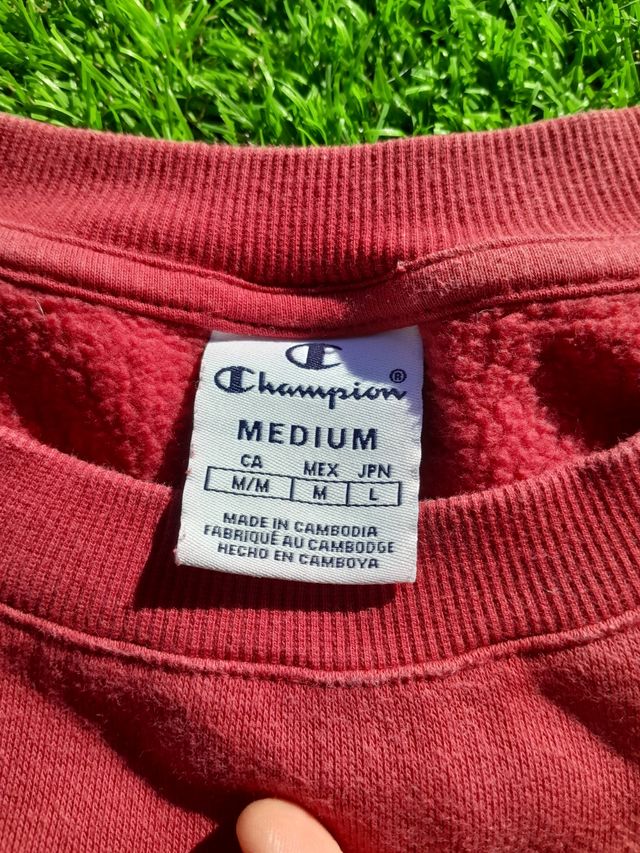 Champion®
MEDIUM
CA MEX JPN
M/M M L
MADE IN CAMBODIA
FABRIQUÉ AU CAMBODGE
HECHO EN CAMBOYA